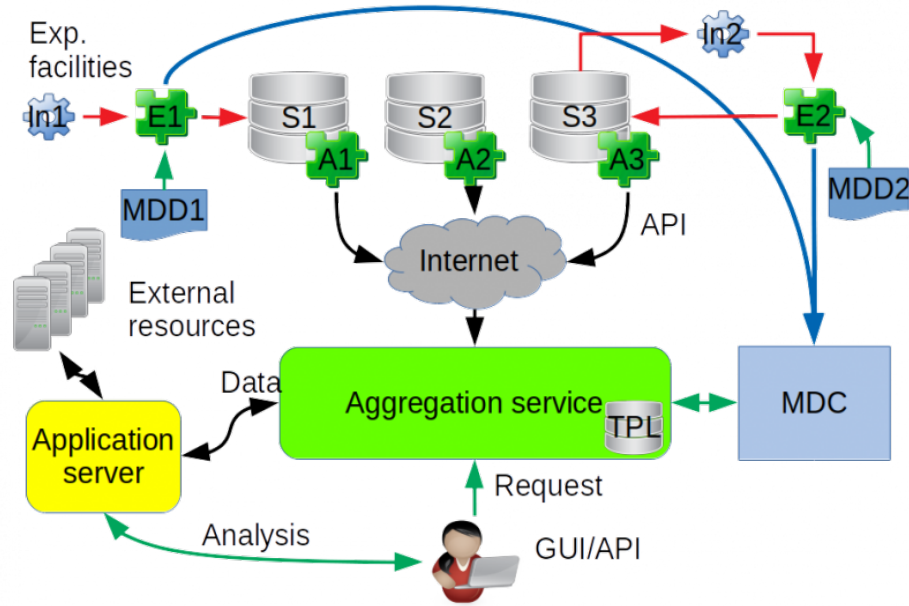 Exp.
facilities
In1
E1
S1
S2
S3
In2
E2
A1
A2
A3
MDD1
MDD2
API
Internet
External
resources
Data
Aggregation service
TPL
MDC
Application
server
Request
Analysis
GUI/API